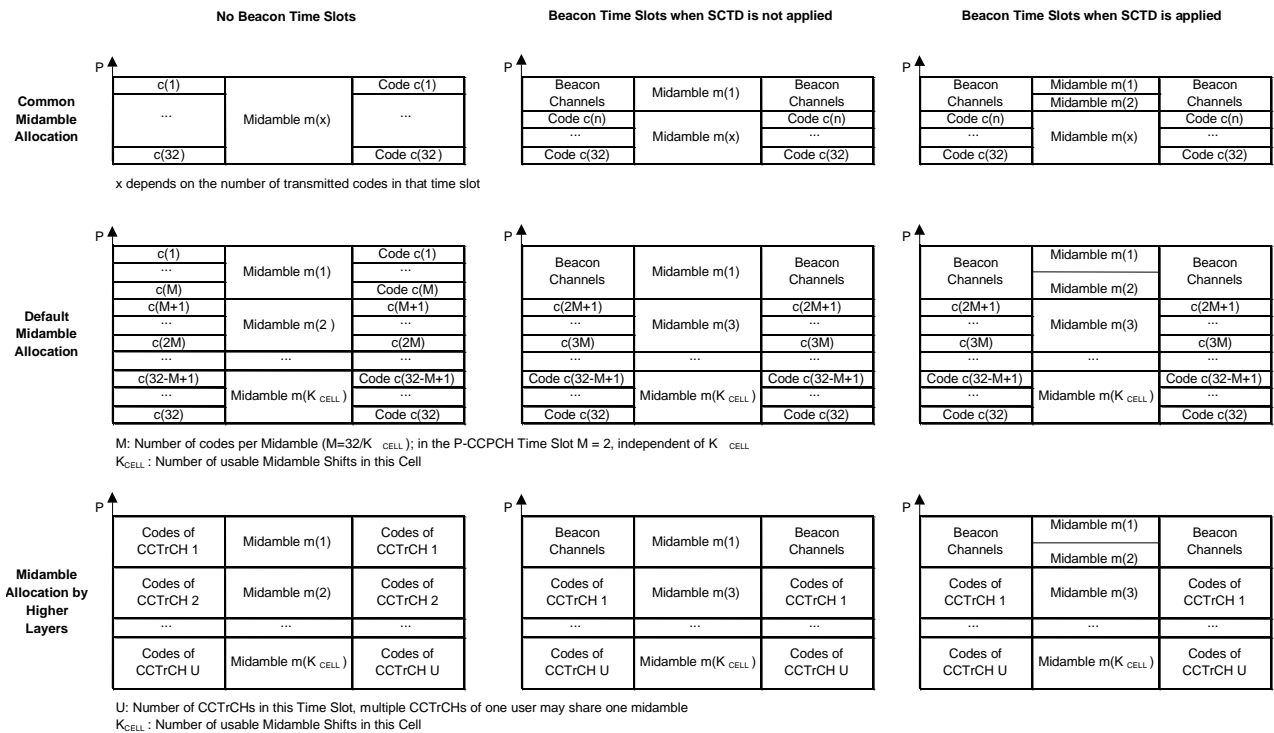 No Beacon Time Slots
Beacon Time Slots when SCTD is not applied
Beacon Time Slots when SCTD is applied
Common
Midamble
Allocation
P
c(1)
...
c(32)
Midamble m(x)
Code c(1)
...
Code c(32)
P
Beacon
Channels
Code c(n)
...
Code c(32)
Midamble m(1)
Midamble m(x)
Beacon
Channels
Code c(n)
...
Code c(32)
P
Beacon
Channels
Code c(n)
...
Code c(32)
Midamble m(1)
Midamble m(2)
Midamble m(x)
Beacon
Channels
Code c(n)
...
Code c(32)
x depends on the number of transmitted codes in that time slot
Default
Midamble
Allocation
P
c(1)
...
c(M)
c(M+1)
...
c(2M)
...
c(32-M+1)
...
c(32)
Midamble m(1)
Midamble m(2 )
...
Midamble m(K CELL )
Code c(1)
...
Code c(M)
c(M+1)
...
c(2M)
...
Code c(32-M+1)
...
Code c(32)
P
Beacon
Channels
c(2M+1)
...
c(3M)
...
Code c(32-M+1)
...
Code c(32)
Midamble m(1)
Midamble m(3)
...
Midamble m(K CELL )
Beacon
Channels
c(2M+1)
...
c(3M)
...
Code c(32-M+1)
...
Code c(32)
P
Beacon
Channels
c(2M+1)
...
c(3M)
...
Code c(32-M+1)
...
Code c(32)
Midamble m(1)
Midamble m(2)
Midamble m(3)
...
Midamble m(K CELL )
Beacon
Channels
c(2M+1)
...
c(3M)
...
Code c(32-M+1)
...
Code c(32)
M: Number of codes per Midamble (M=32/K CELL ); in the P-CCPCH Time Slot M = 2, independent of K CELL
KCELL : Number of usable Midamble Shifts in this Cell
Midamble
Allocation by
Higher
Layers
P
Codes of
CCTrCH 1
Codes of
CCTrCH 2
...
Codes of
CCTrCH U
Midamble m(1)
Midamble m(2)
...
Midamble m(K CELL )
Codes of
CCTrCH 1
Codes of
CCTrCH 2
...
Codes of
CCTrCH U
P
Beacon
Channels
Codes of
CCTrCH 1
...
Codes of
CCTrCH U
Midamble m(1)
Midamble m(3)
...
Midamble m(K CELL )
Beacon
Channels
Codes of
CCTrCH 1
...
Codes of
CCTrCH U
P
Beacon
Channels
Codes of
CCTrCH 1
...
Codes of
CCTrCH U
Midamble m(1)
Midamble m(2)
Midamble m(3)
...
Midamble m(K CELL )
Beacon
Channels
Codes of
CCTrCH 1
...
Codes of
CCTrCH U
U: Number of CCTrCHs in this Time Slot, multiple CCTrCHs of one user may share one midamble
KCELL : Number of usable Midamble Shifts in this Cell